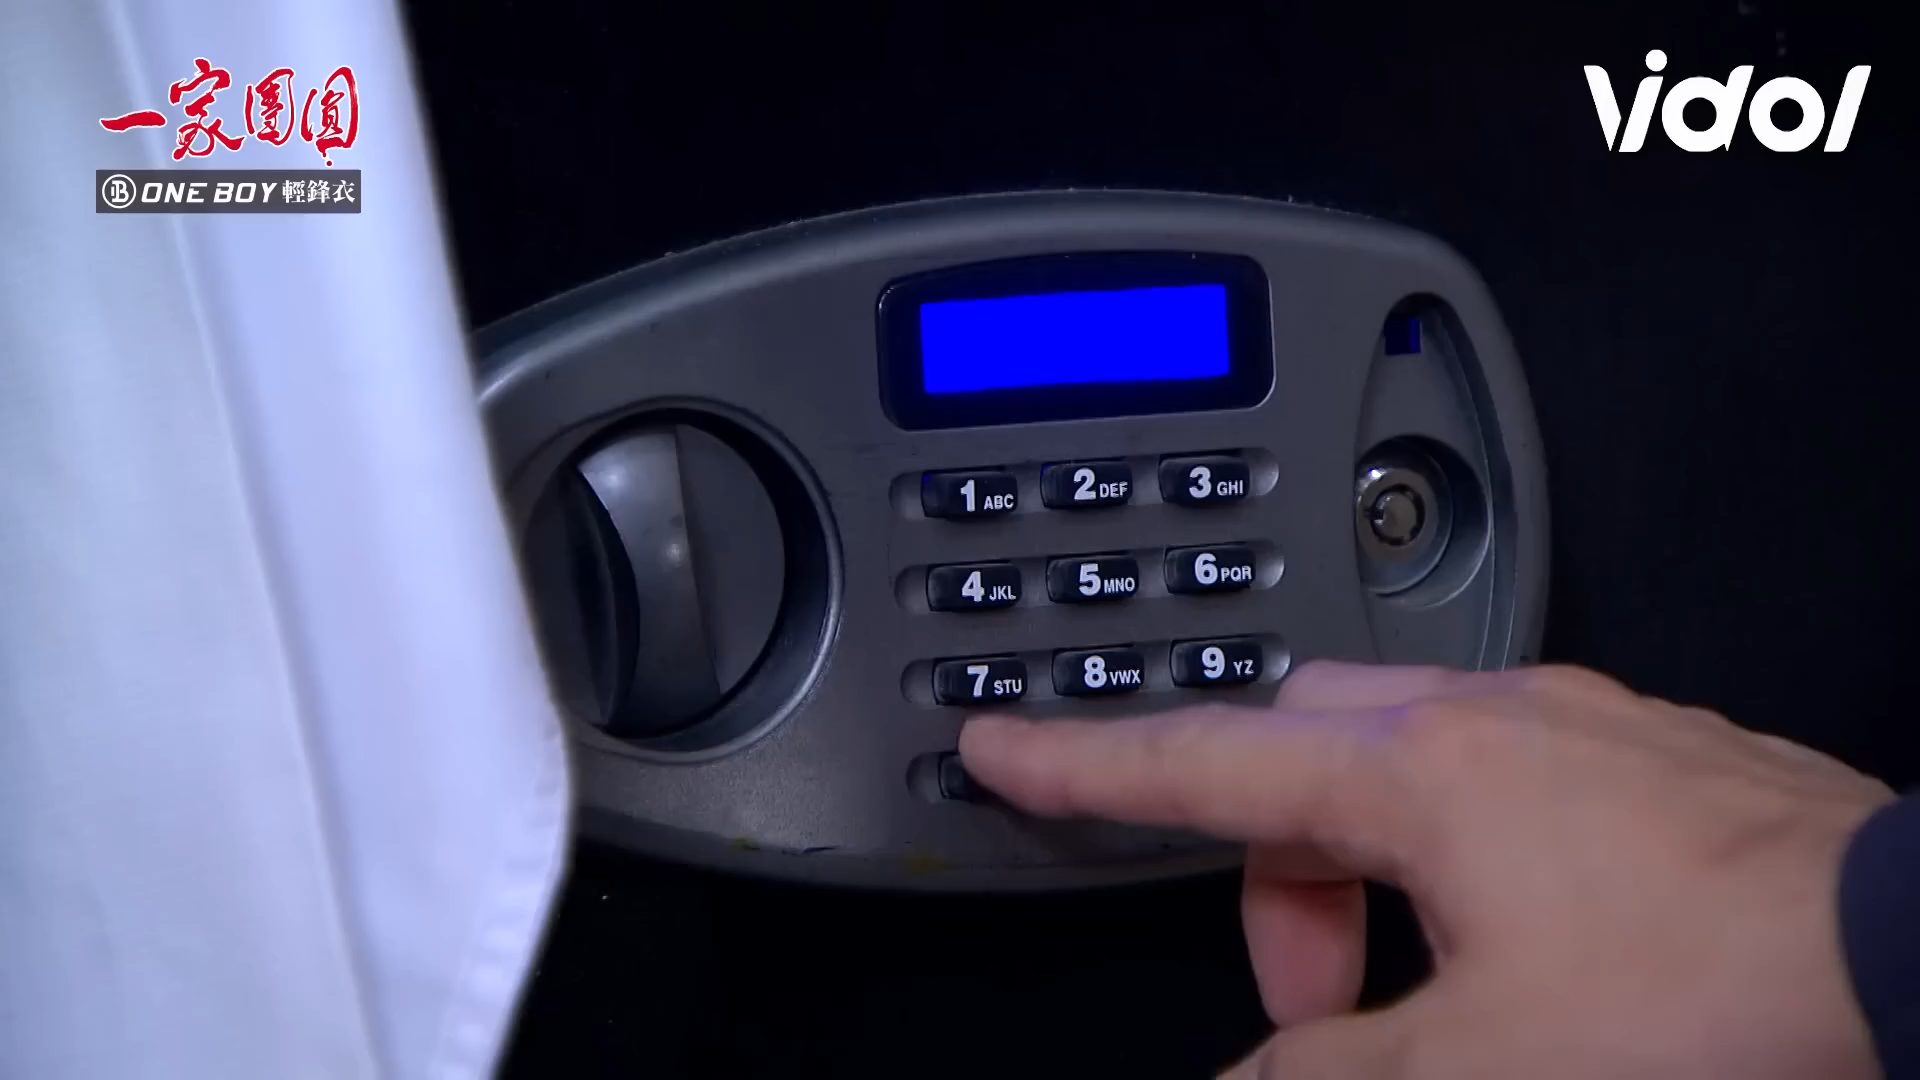 一家團圓
ONE BOY 輕鋒衣
Vidol
1 ABC 2 DEF 3 GHI
4 JKL 5 MNO 6 PQR
7 STU 8 VWX 9 YZ